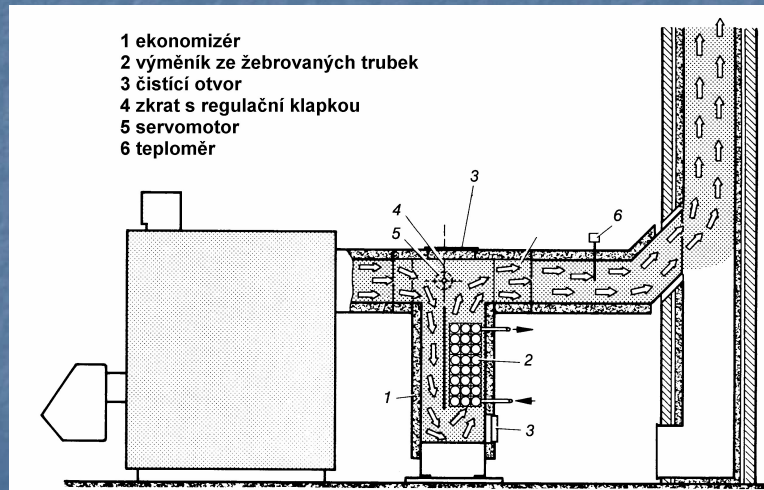 1 ekonomizér
2 výměník ze žebrovaných trubek
3 čistící otvor
4 zkrat s regulační klapkou
5 servomotor
6 teploměr
3
4
6
5
2
1
3